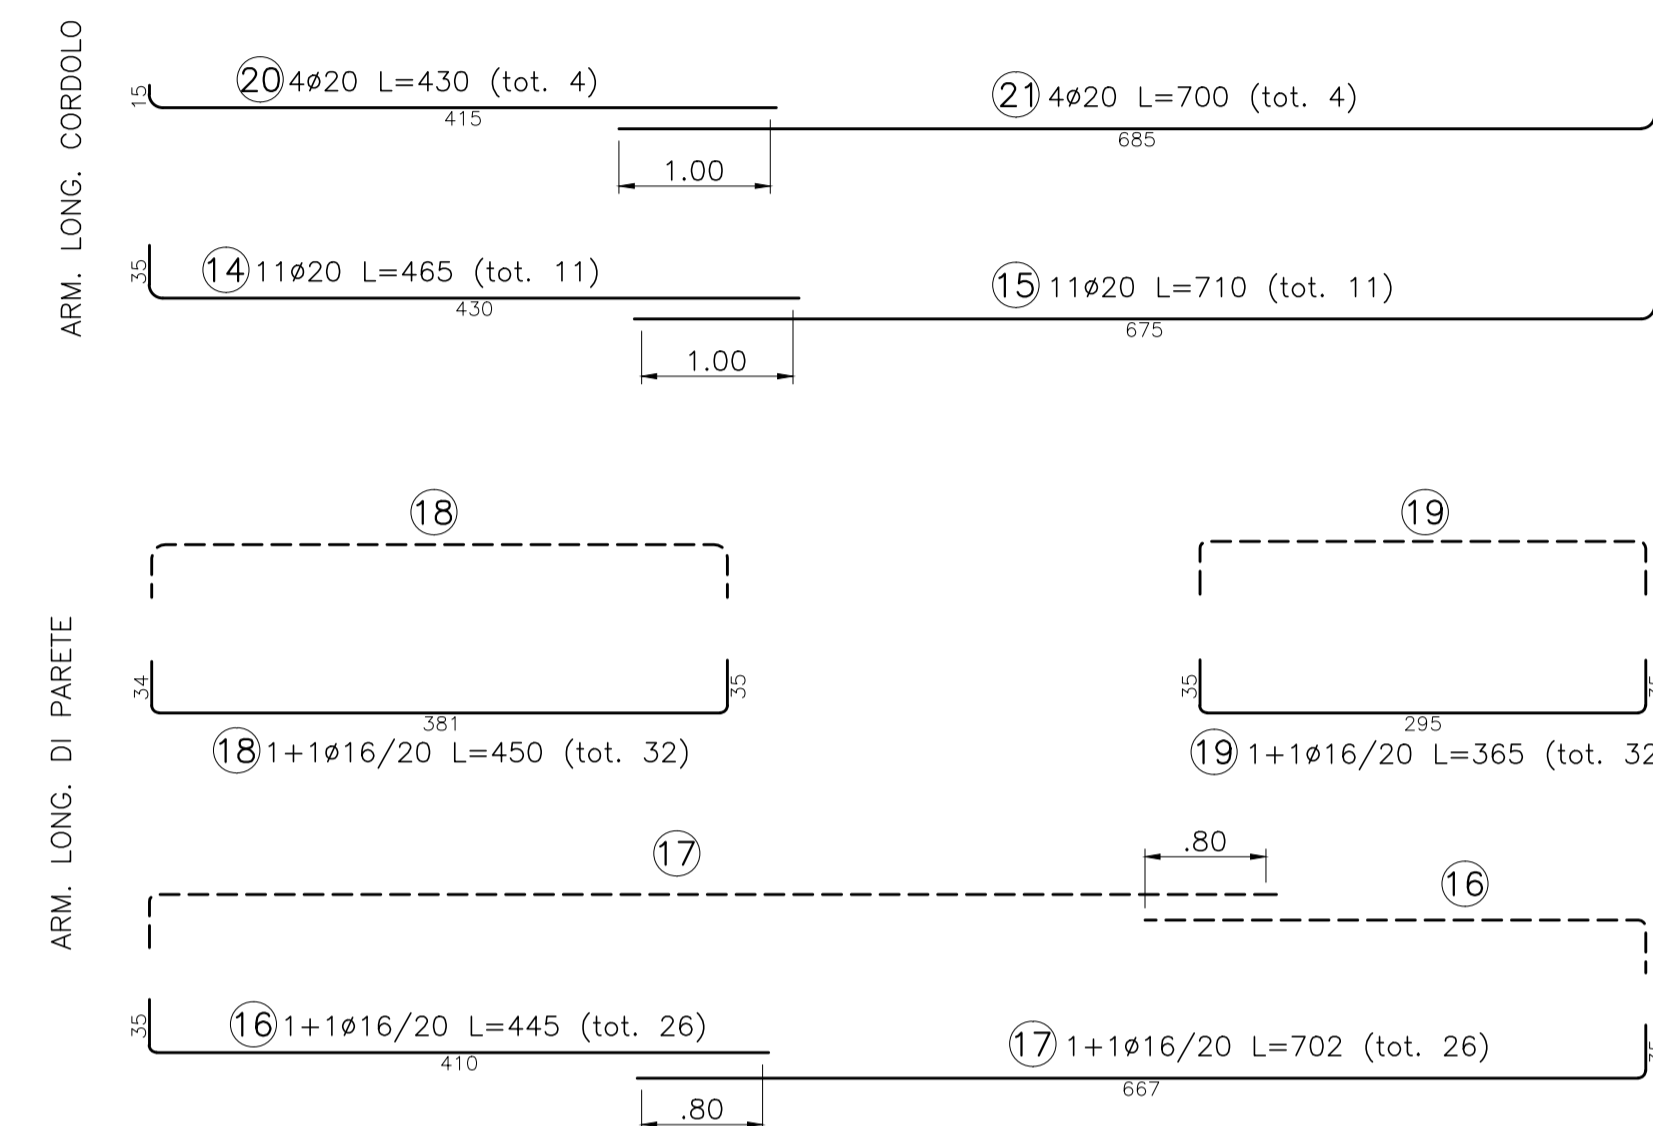 ARM. LONG. CORDOLO
15
20 4ø20 L=430 (tot. 4)
415
21 4ø20 L=700 (tot. 4)
685
1.00
35
14 11ø20 L=465 (tot. 11)
430
15 11ø20 L=710 (tot. 11)
675
1.00
ARM. LONG. DI PARETE
18
19
34
381
35
18 1+1ø16/20 L=450 (tot. 32)
35
295
19 1+1ø16/20 L=365 (tot. 32
17
.80
16
35
16 1+1ø16/20 L=445 (tot. 26)
410
17 1+1ø16/20 L=702 (tot. 26)
667
.80